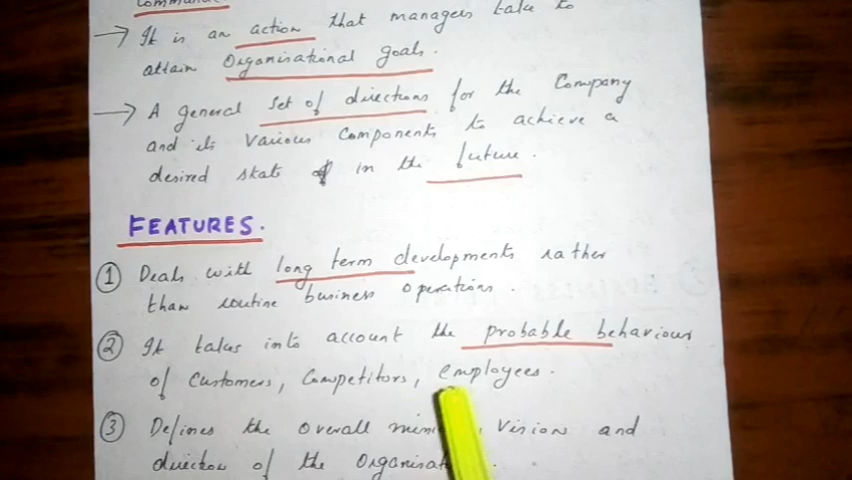 → It is an action that managers take to
attain Organisational goals.
→ A general set of directions for the Company
and its various components to achieve a
desired state in the future.
FEATURES.
① Deals with long term developments rather
than routine business operations.
② It takes into account the probable behaviour
of Customers, Competitors, employees.
③ Defines the overall vision and
direction of the